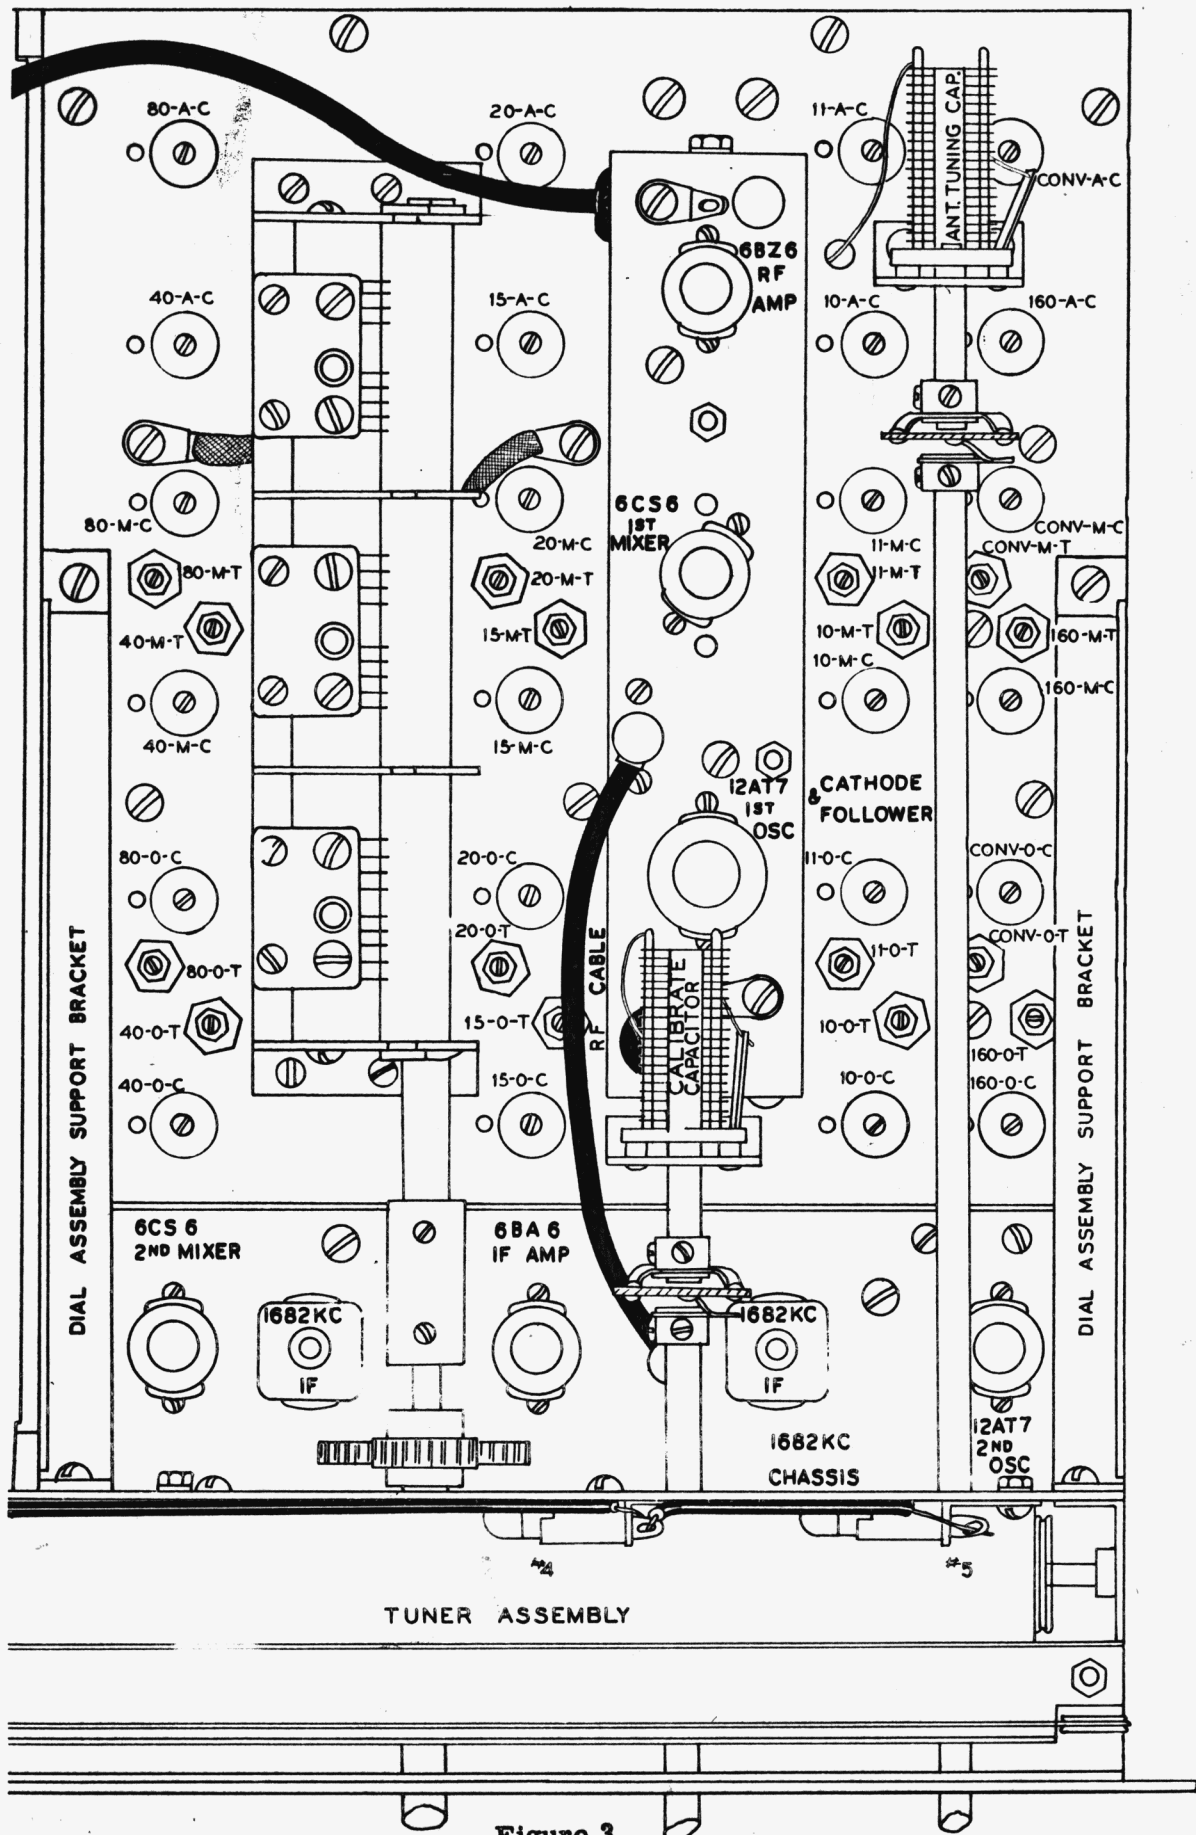 80-A-C
20-A-C
11-A-C
ANT. TUNING CAP.
CONV-A-C
6BZ6
RF
AMP
40-A-C
15-A-C
10-A-C
160-A-C
80-M-C
6CS6
1ST
MIXER
20-M-C
11-M-C
CONV-M-C
CONV-M-T
80-M-T
20-M-T
11-M-T
40-M-T
15-M-T
10-M-T
160-M-T
10-M-C
160-M-C
40-M-C
15-M-C
12AT7
1ST
OSC
& CATHODE
FOLLOWER
80-O-C
20-O-C
11-O-C
CONV-O-C
20-O-T
CONV-O-T
80-O-T
11-O-T
RF CABLE
CALIBRATE
CAPACITOR
40-O-T
15-O-T
10-O-T
160-O-T
40-O-C
15-O-C
10-O-C
160-O-C
DIAL ASSEMBLY SUPPORT BRACKET
DIAL ASSEMBLY SUPPORT BRACKET
6CS6
2ND MIXER
6BA6
IF AMP
1682KC
IF
1682KC
IF
1682KC
CHASSIS
12AT7
2ND
OSC
#4
#5
TUNER ASSEMBLY
Figure 3